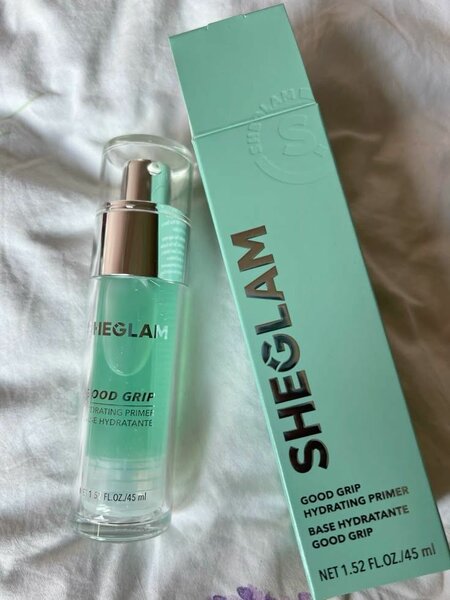 SHEGLAM
GOOD GRIP
HYDRATING PRIMER
BASE HYDRATANTE
NET 1.52 FL.OZ./45 ml
SHEGLAM
S
SHEGLAM
GOOD GRIP
HYDRATING PRIMER
BASE HYDRATANTE
GOOD GRIP
NET 1.52 FL.OZ./45 ml